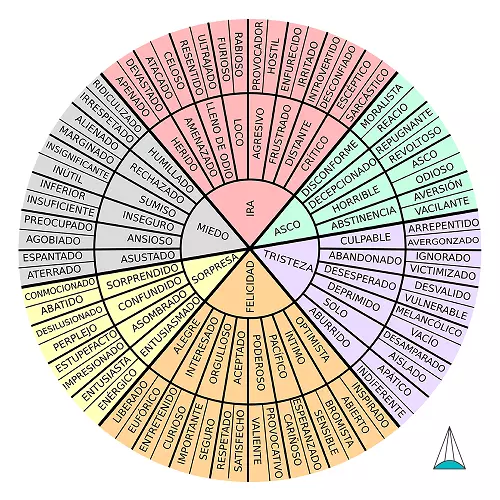 IRA
ASCO
TRISTEZA
FELICIDAD
SORPRESA
MIEDO
HERIDO
AMENAZADO
LLENO DE ODIO
LOCO
AGRESIVO
FRUSTRADO
DISTANTE
CRÍTICO
DISCONFORME
DECEPCIONADO
HORRIBLE
ABSTINENCIA
CULPABLE
ABANDONADO
DESESPERADO
DEPRIMIDO
SOLO
ABURRIDO
OPTIMISTA
ÍNTIMO
PACÍFICO
PODEROSO
ACEPTADO
ORGULLOSO
INTERESADO
ALEGRE
ENTUSIASMADO
ASOMBRADO
CONFUNDIDO
SORPRENDIDO
ASUSTADO
ANSIOSO
INSEGURO
SUMISO
RECHAZADO
HUMILLADO
APENADO
DEVASTADO
ATACADO
CELOSO
RESENTIDO
ULTRAJADO
FURIOSO
RABIOSO
PROVOCADOR
HOSTIL
ENFURECIDO
IRRITADO
INTROVERTIDO
DESCONFIADO
ESCÉPTICO
SARCÁSTICO
MORALISTA
REACIO
REPUGNANTE
REVOLTOSO
ASCO
ODIOSO
AVERSIÓN
VACILANTE
ARREPENTIDO
AVERGONZADO
IGNORADO
VICTIMIZADO
DESVALIDO
VULNERABLE
MELANCÓLICO
VACÍO
DESAMPARADO
AISLADO
APÁTICO
INDIFERENTE
INSPIRADO
ABIERTO
BROMISTA
SENSIBLE
ESPERANZADO
CARIÑOSO
PROVOCATIVO
VALIENTE
SATISFECHO
RESPETADO
SEGURO
IMPORTANTE
CURIOSO
ENTRETENIDO
EUFÓRICO
LIBERADO
ENÉRGICO
ENTUSIASTA
IMPRESIONADO
ESTUPEFACTO
PERPLEJO
DESILUSIONADO
ABATIDO
CONMOCIONADO
ATERRADO
ESPANTADO
AGOBIADO
PREOCUPADO
INSUFICIENTE
INFERIOR
INÚTIL
INSIGNIFICANTE
MARGINADO
ALIENADO
IRRESPETADO
RIDICULIZADO